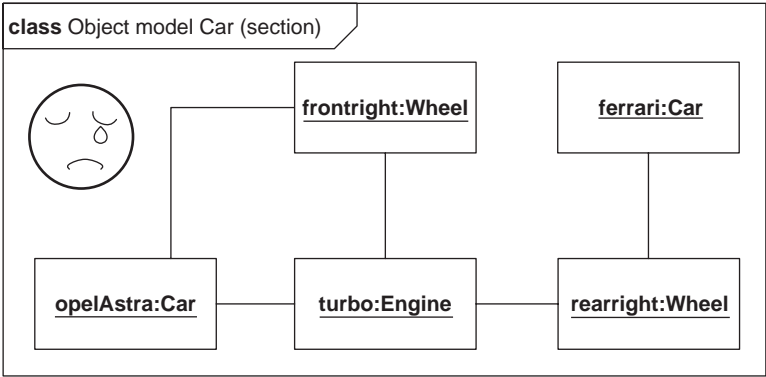 class Object model Car (section)
frontright:Wheel
ferrari:Car
opelAstra:Car
turbo:Engine
rearright:Wheel